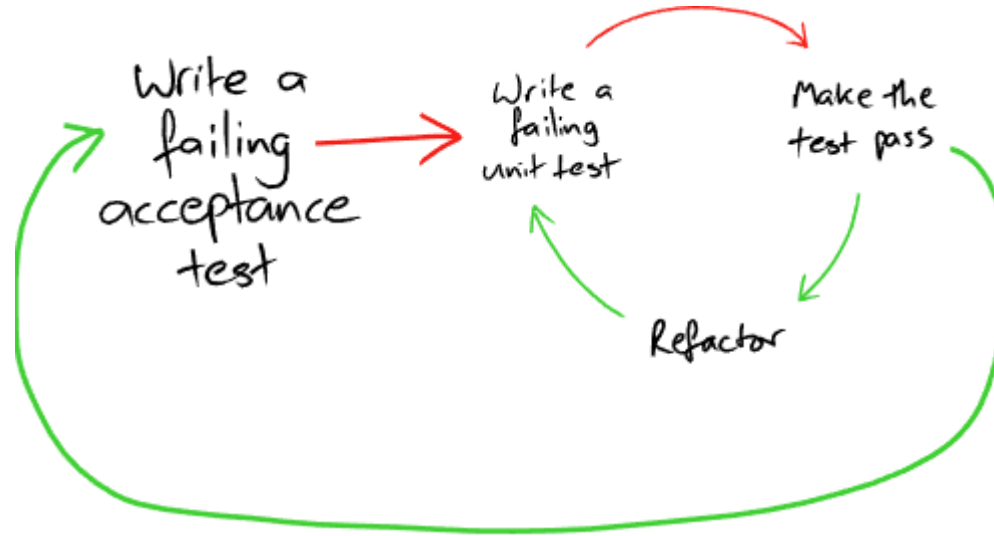 Write a
failing
acceptance
test
Write a
failing
unit test
Make the
test pass
Refactor